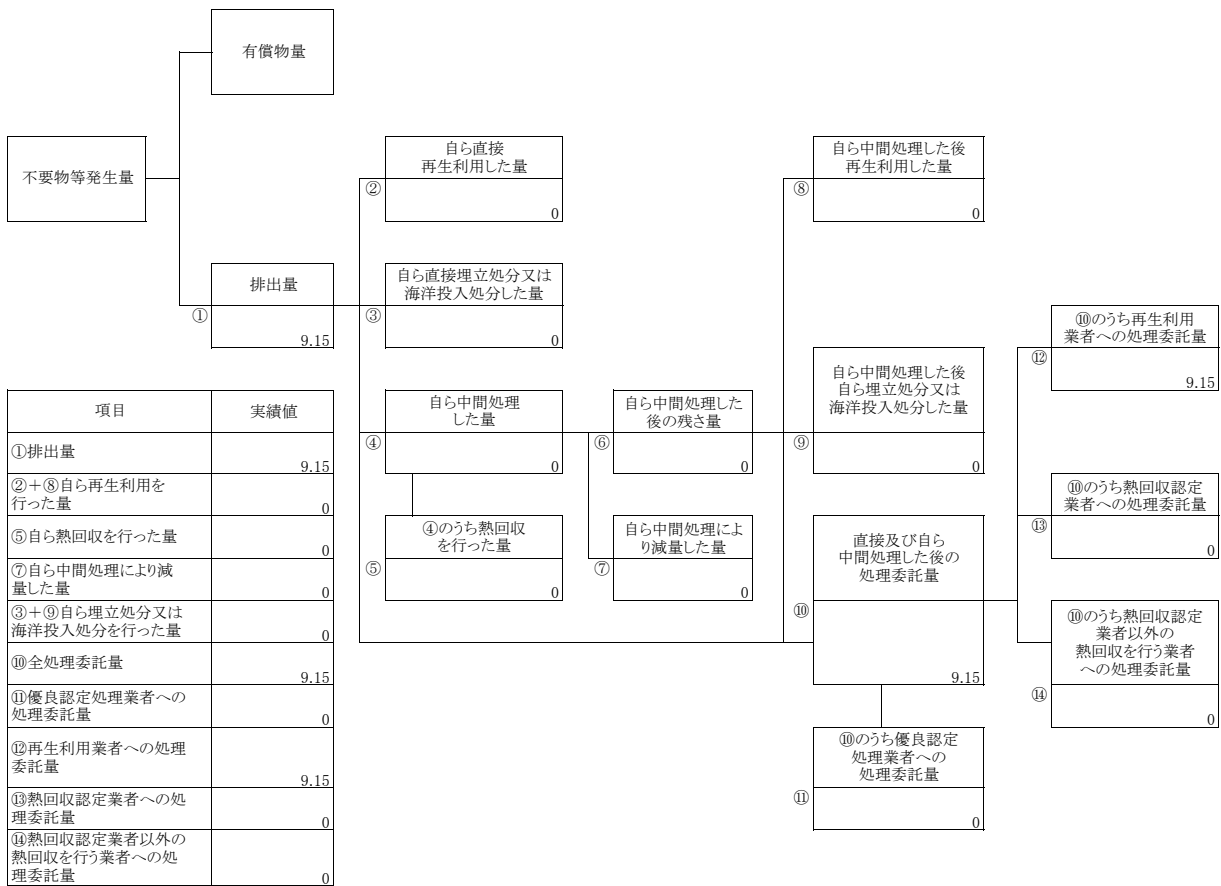 有償物量
不要物等発生量
排出量
①
9.15
自ら直接
再生利用した量
②
0
自ら直接埋立処分又は
海洋投入処分した量
③
0
自ら中間処理
した量
④
0
④のうち熱回収
を行った量
⑤
0
自ら中間処理した
後の残さ量
⑥
0
自ら中間処理によ
り減量した量
⑦
0
自ら中間処理した後
再生利用した量
⑧
0
自ら中間処理した後
自ら埋立処分又は
海洋投入処分した量
⑨
0
直接及び自ら
中間処理した後の
処理委託量
⑩
9.15
⑩のうち優良認定
処理業者への
処理委託量
⑪
0
⑩のうち再生利用
業者への処理委託量
⑫
9.15
⑩のうち熱回収認定
業者への処理委託量
⑬
0
⑩のうち熱回収認定
業者以外の
熱回収を行う業者
への処理委託量
⑭
0
項目 実績値
①排出量
9.15
②+⑧自ら再生利用を
行った量
0
⑤自ら熱回収を行った量
0
⑦自ら中間処理により減
量した量
0
③+⑨自ら埋立処分又は
海洋投入処分を行った量
0
⑩全処理委託量
9.15
⑪優良認定処理業者への
処理委託量
0
⑫再生利用業者への処理
委託量
9.15
⑬熱回収認定業者への処
理委託量
0
⑭熱回収認定業者以外の
熱回収を行う業者への処
理委託量
0